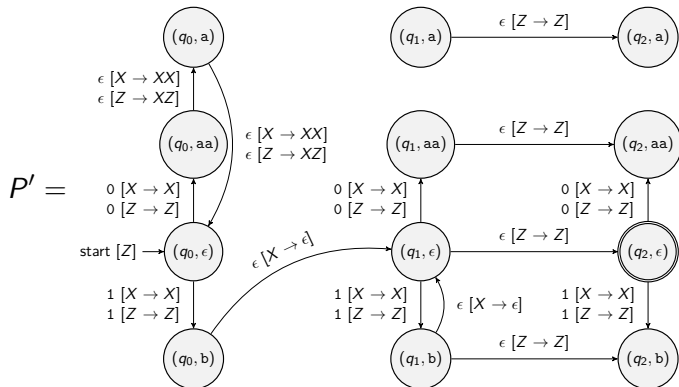 (q₀, a)
(q₁, a)
ϵ [Z → Z]
(q₂, a)
ϵ [X → XX]
ϵ [Z → XZ]
(q₀, aa)
ϵ [X → XX]
ϵ [Z → XZ]
(q₁, aa)
ϵ [Z → Z]
(q₂, aa)
P′ =
0 [X → X]
0 [Z → Z]
0 [X → X]
0 [Z → Z]
0 [X → X]
0 [Z → Z]
start [Z]
(q₀, ϵ)
ϵ [X → ϵ]
(q₁, ϵ)
ϵ [Z → Z]
(q₂, ϵ)
1 [X → X]
1 [Z → Z]
1 [X → X]
1 [Z → Z]
ϵ [X → ϵ]
1 [X → X]
1 [Z → Z]
(q₀, b)
(q₁, b)
ϵ [Z → Z]
(q₂, b)